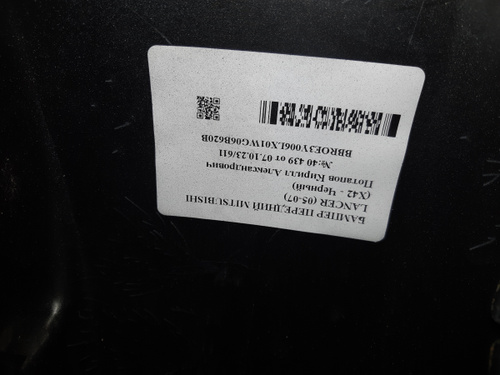 БАМПЕР ПЕРЕДНИЙ MITSUBISHI
LANCER (05-07)
(X42 - Черный)
Потапов Кирилл Александрович
№:40 439 от 07.10.23/611
BBROE3Y006LX01WG06B620B